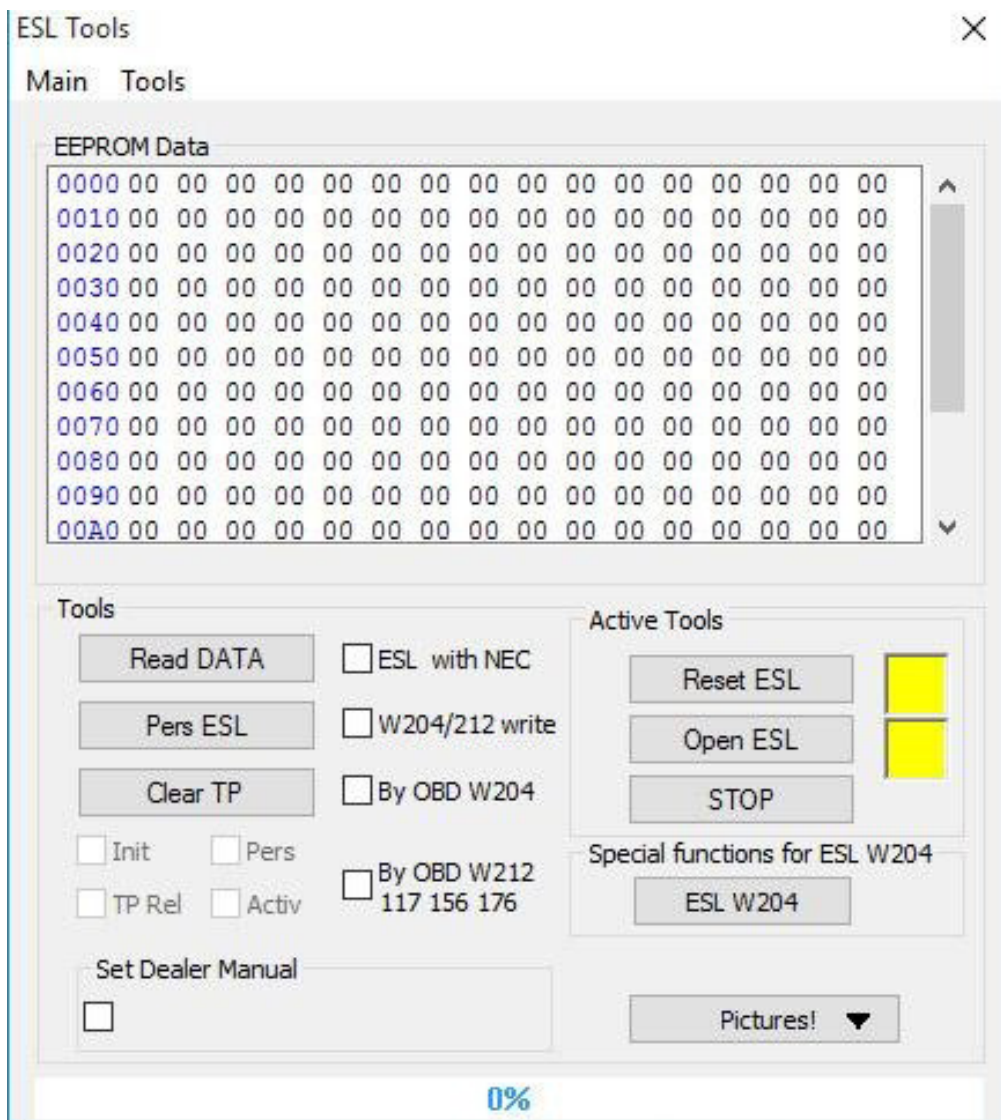 ESL Tools
Main Tools
EEPROM Data
0000 00 00 00 00 00 00 00 00 00 00 00 00 00 00 00 00
0010 00 00 00 00 00 00 00 00 00 00 00 00 00 00 00 00
0020 00 00 00 00 00 00 00 00 00 00 00 00 00 00 00 00
0030 00 00 00 00 00 00 00 00 00 00 00 00 00 00 00 00
0040 00 00 00 00 00 00 00 00 00 00 00 00 00 00 00 00
0050 00 00 00 00 00 00 00 00 00 00 00 00 00 00 00 00
0060 00 00 00 00 00 00 00 00 00 00 00 00 00 00 00 00
0070 00 00 00 00 00 00 00 00 00 00 00 00 00 00 00 00
0080 00 00 00 00 00 00 00 00 00 00 00 00 00 00 00 00
0090 00 00 00 00 00 00 00 00 00 00 00 00 00 00 00 00
00A0 00 00 00 00 00 00 00 00 00 00 00 00 00 00 00 00
Tools
Read DATA
ESL with NEC
Pers ESL
W204/212 write
Clear TP
By OBD W204
Init
Pers
TP Rel
Activ
By OBD W212
117 156 176
Set Dealer Manual
Active Tools
Reset ESL
Open ESL
STOP
Special functions for ESL W204
ESL W204
Pictures!
0%